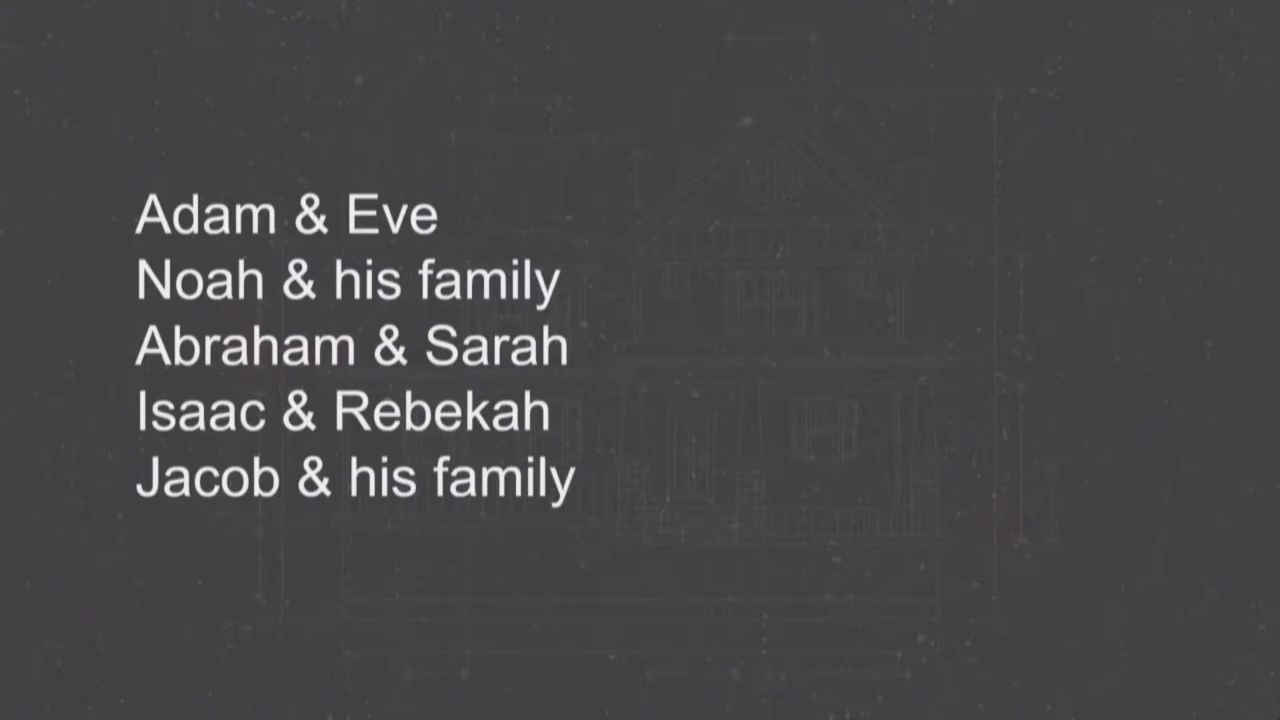 Adam & Eve
Noah & his family
Abraham & Sarah
Isaac & Rebekah
Jacob & his family